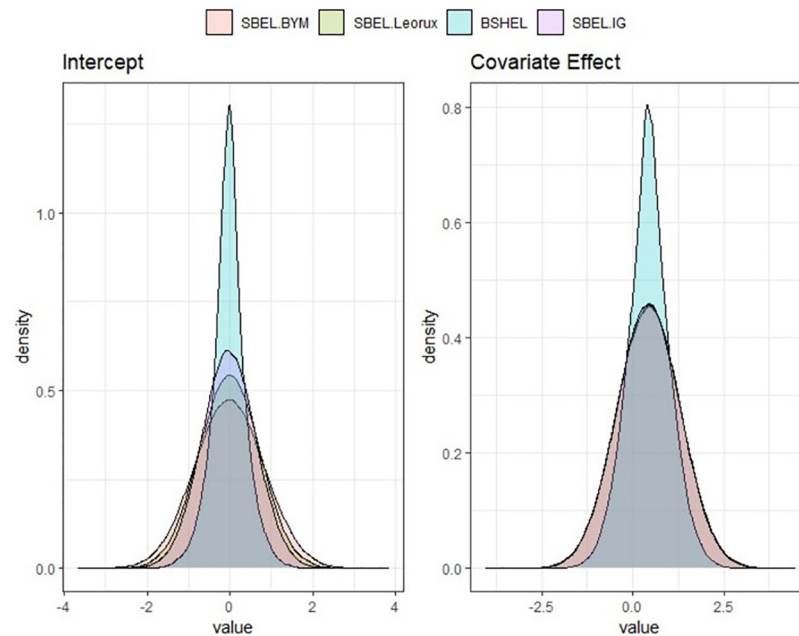 SBEL.BYM SBEL.Leorux BSHEL SBEL.IG
Intercept
Covariate Effect
density
1.0
0.5
0.0
-4 -2 0 2 4
value
density
0.8
0.6
0.4
0.2
0.0
-2.5 0.0 2.5
value